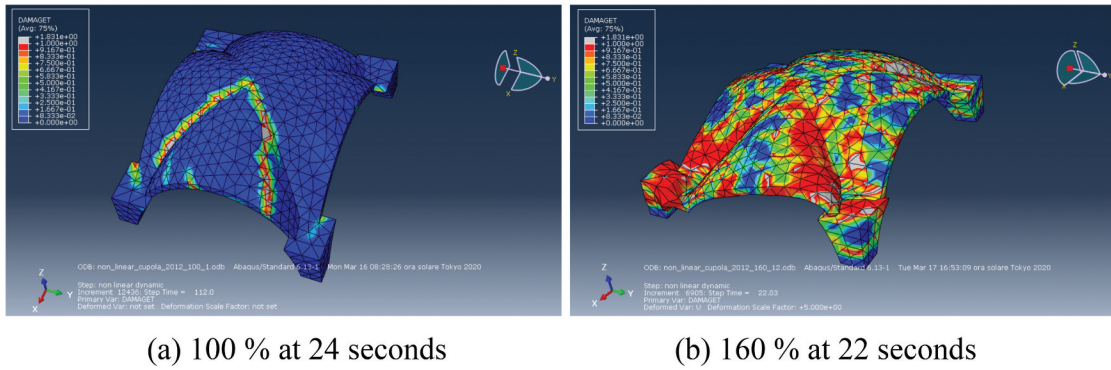 DAMAGET
(Avg: 75%)
+1.831e+00
+1.000e+00
+9.167e-01
+8.333e-01
+7.500e-01
+6.667e-01
+5.833e-01
+5.000e-01
+4.167e-01
+3.333e-01
+2.500e-01
+1.667e-01
+8.333e-02
+0.000e+00
Z
Y
X
ODB: non_linear_cupola_2012_100_1.odb Abaqus/Standard 6.13-1 Mon Mar 16 08:28:26 ora solare Tokyo 2020
Z
Y
X
Step: non linear dynamic
Increment 12436: Step Time = 112.0
Primary Var: DAMAGET
Deformed Var: not set Deformation Scale Factor: not set
(a) 100 % at 24 seconds
DAMAGET
(Avg: 75%)
+1.831e+00
+1.000e+00
+9.167e-01
+8.333e-01
+7.500e-01
+6.667e-01
+5.833e-01
+5.000e-01
+4.167e-01
+3.333e-01
+2.500e-01
+1.667e-01
+8.333e-02
+0.000e+00
Z
Y
X
ODB: non_linear_cupola_2012_160_12.odb Abaqus/Standard 6.13-1 Tue Mar 17 16:53:09 ora solare Tokyo 2020
Z
Y
X
Step: non linear dynamic
Increment 6905: Step Time = 22.03
Primary Var: DAMAGET
Deformed Var: U Deformation Scale Factor: +5.000e+00
(b) 160 % at 22 seconds